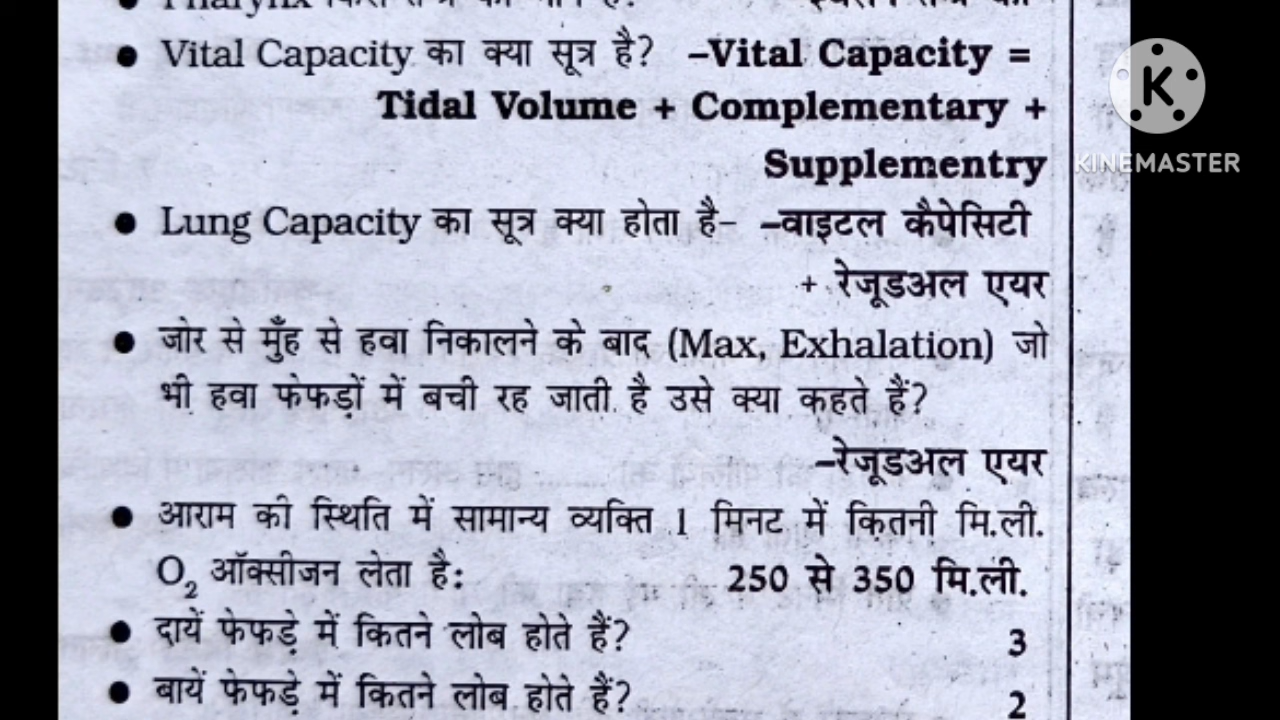 • Vital Capacity का क्या सूत्र है? –Vital Capacity =
Tidal Volume + Complementary +
Supplementry
• Lung Capacity का सूत्र क्या होता है– –वाइटल कैपेसिटी
+ रेजूडअल एयर
• जोर से मुँह से हवा निकालने के बाद (Max, Exhalation) जो
भी हवा फेफड़ों में बची रह जाती है उसे क्या कहते हैं?
–रेजूडअल एयर
• आराम की स्थिति में सामान्य व्यक्ति 1 मिनट में कितनी मि.ली.
O₂ ऑक्सीजन लेता है: 250 से 350 मि.ली.
• दायें फेफड़े में कितने लोब होते हैं? 3
• बायें फेफड़े में कितने लोब होते हैं? 2
K
KINEMASTER